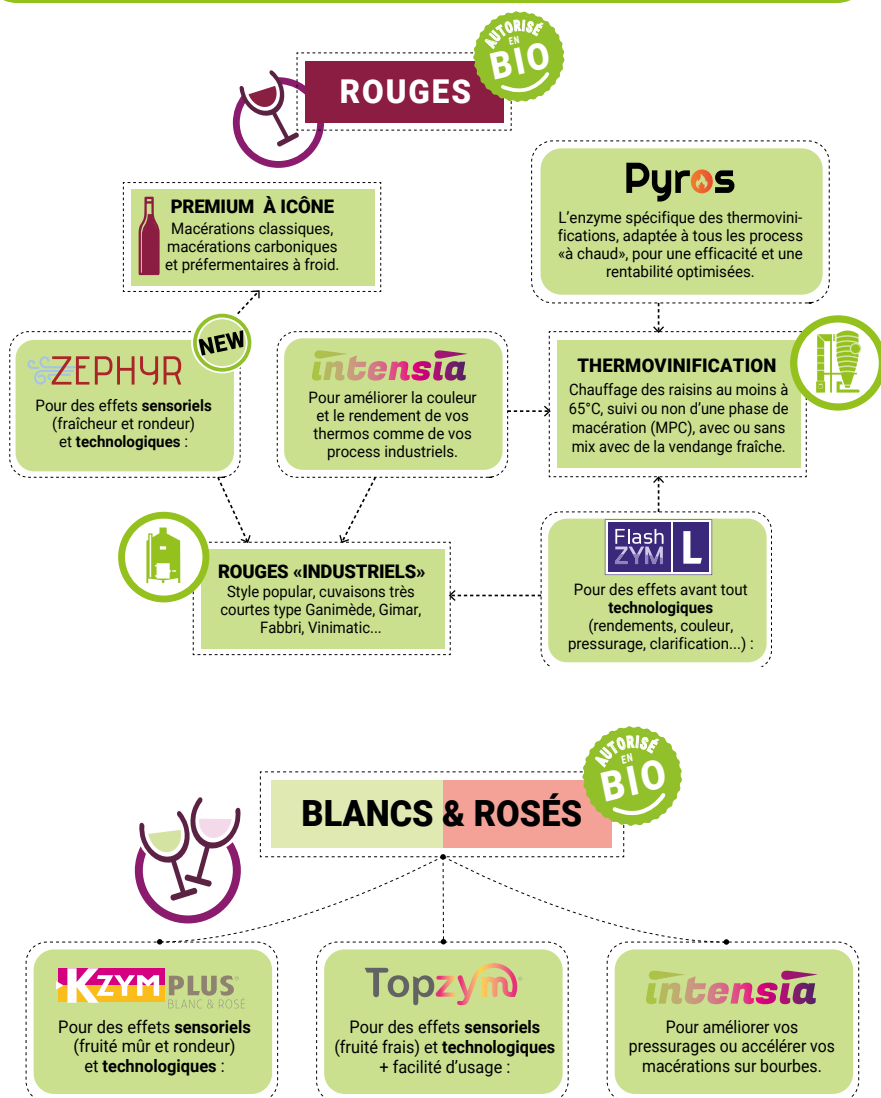 AUTORISÉ
EN
BIO
ROUGES
PREMIUM À ICÔNE
Macérations classiques,
macérations carboniques
et préfermentaires à froid.
Pyros
L'enzyme spécifique des thermovini-
fications, adaptée à tous les process
«à chaud», pour une efficacité et une
rentabilité optimisées.
NEW
ZEPHYR
Pour des effets sensoriels
(fraîcheur et rondeur)
et technologiques :
intensia
Pour améliorer la couleur
et le rendement de vos
thermos comme de vos
process industriels.
THERMOVINIFICATION
Chauffage des raisins au moins à
65°C, suivi ou non d'une phase de
macération (MPC), avec ou sans
mix avec de la vendange fraîche.
ROUGES «INDUSTRIELS»
Style popular, cuvaisons très
courtes type Ganimède, Gimar,
Fabbri, Vinimatic...
Flash
ZYM L
Pour des effets avant tout
technologiques
(rendements, couleur,
pressurage, clarification...) :
AUTORISÉ
EN
BIO
BLANCS & ROSÉS
KZYM PLUS
BLANC & ROSÉ
Pour des effets sensoriels
(fruité mûr et rondeur)
et technologiques :
Topzym
Pour des effets sensoriels
(fruité frais) et technologiques
+ facilité d'usage :
intensia
Pour améliorer vos
pressurages ou accélérer vos
macérations sur bourbes.